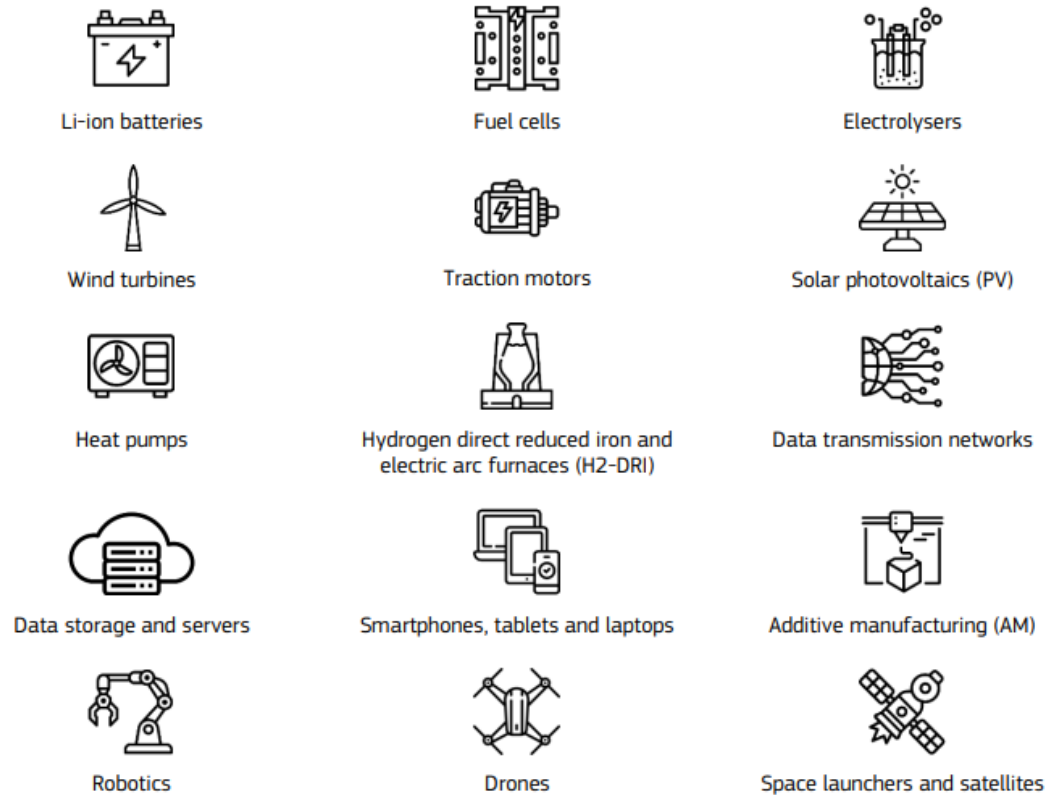 Li-ion batteries
Fuel cells
Electrolysers
Wind turbines
Traction motors
Solar photovoltaics (PV)
Heat pumps
Hydrogen direct reduced iron and
electric arc furnaces (H2-DRI)
Data transmission networks
Data storage and servers
Smartphones, tablets and laptops
Additive manufacturing (AM)
Robotics
Drones
Space launchers and satellites